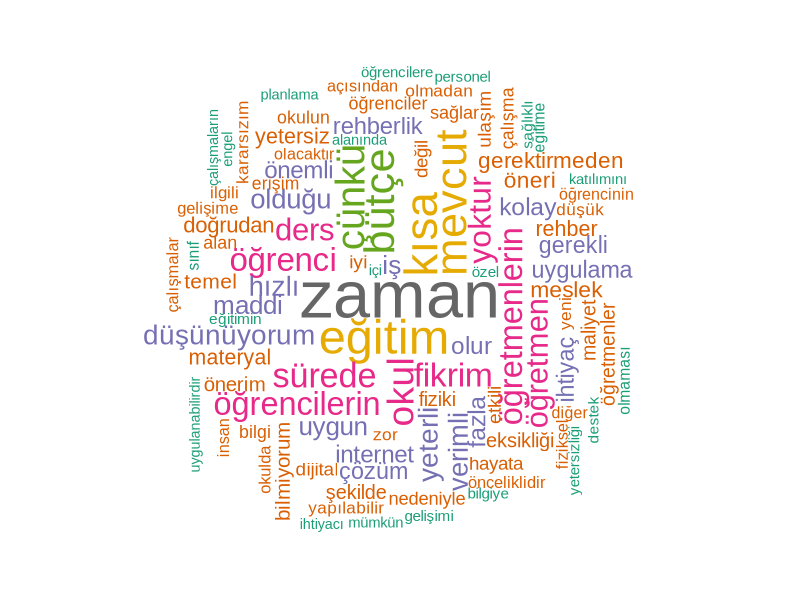 öğrencilere
personel
açısından
olmadan
planlama
öğrenciler
sağlar
okulun
rehberlik
yetersiz
alanında
olacaktır
kararsızım
engel
çalışmaların
ulaşım
çalışma
sağlıklı
eğitime
değil
çünkü
bütçe
kısa
mevcut
gerektirmeden
önemli
öneri
katılımını
erişim
ilgili
olduğu
yoktur
öğrencinin
gelişime
kolay
düşük
doğrudan
ders
rehber
alan
sınıf
çalışmalar
gerekli
öğrenci
iyi
içi
iş
özel
uygulama
temel
hızlı
meslek
maddi
zaman
öğretmenlerin
öğretmen
yeni
maliyet
öğretmenler
eğitimin
düşünüyorum
eğitim
olur
ihtiyaç
olmaması
materyal
sürede
okul
fikrim
önerim
uygulanabilirdir
öğrencilerin
fiziki
etkili
fazla
diğer
destek
insan
bilgi
uygun
zor
yeterli
verimli
eksikliği
fiziksel
yetersizliği
okulda
bilmiyorum
internet
dijital
çözüm
hayata
önceliklidir
şekilde
nedeniyle
bilgiye
yapılabilir
gelişimi
ihtiyacı
mümkün